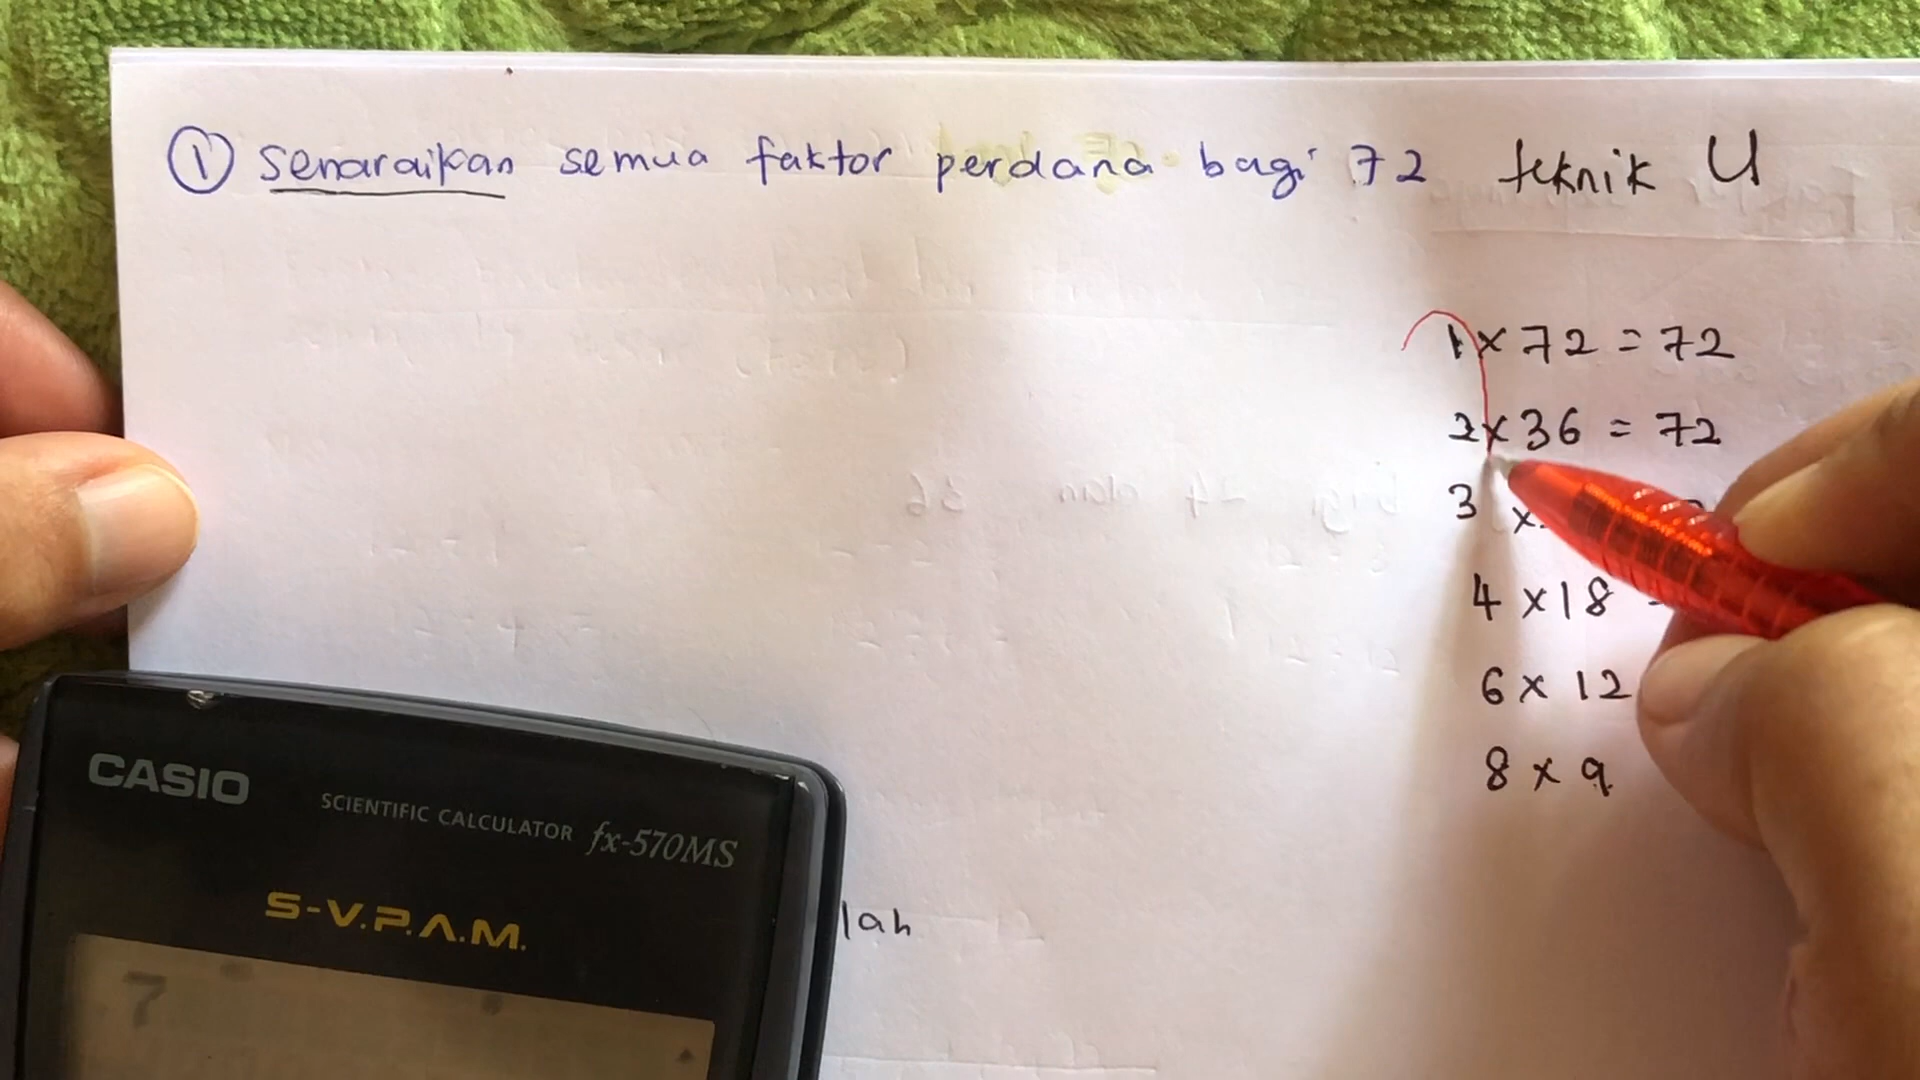 ① Senaraikan semua faktor perdana bagi 72 teknik U
1 x 72 = 72
2 x 36 = 72
3 x
4 x 18 -
6 x 12
8 x 9
lah
CASIO
SCIENTIFIC CALCULATOR fx-570MS
S-V.P.A.M.
7